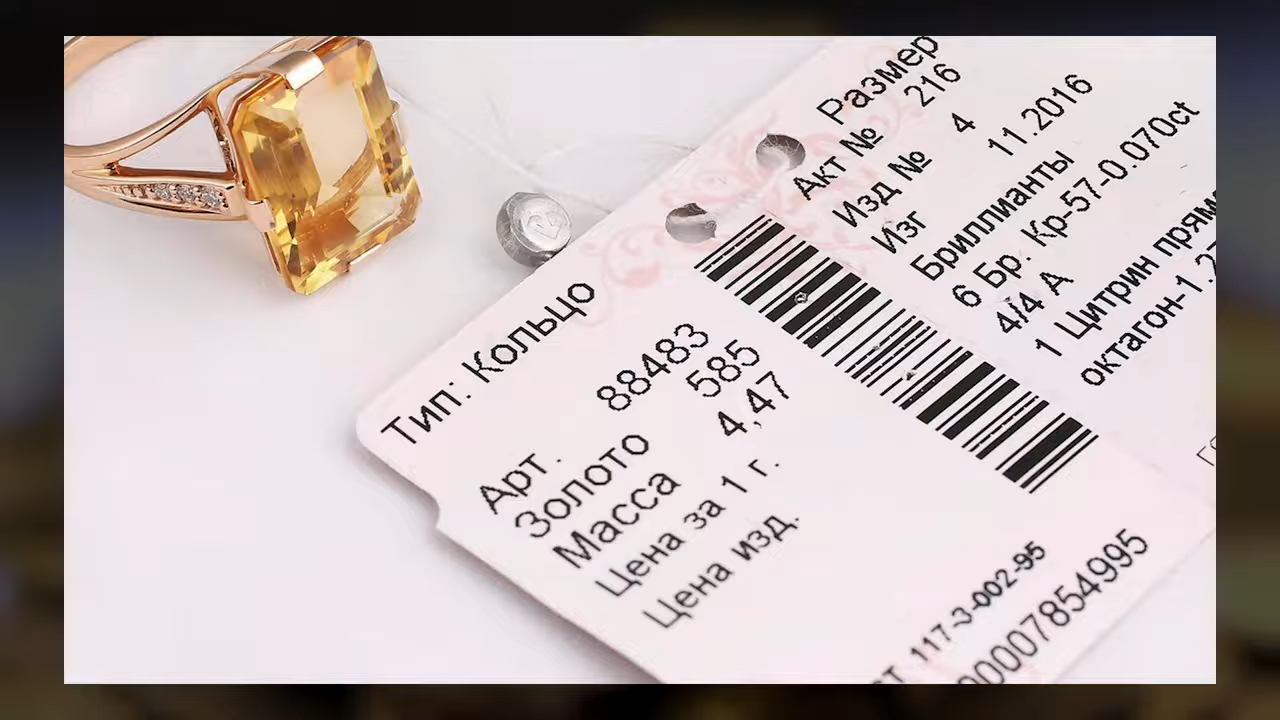 Тип: Кольцо
Арт. 88483
Золото 585
Масса 4,47
Цена за 1 г.
Цена изд.
117-3-002-95
00007854995
Размер
Акт № 216
Изд № 4
Изг 11.2016
Бриллианты
6 Бр. Кр-57-0.070ct
4/4 А
1 Цитрин
октагон-1.2